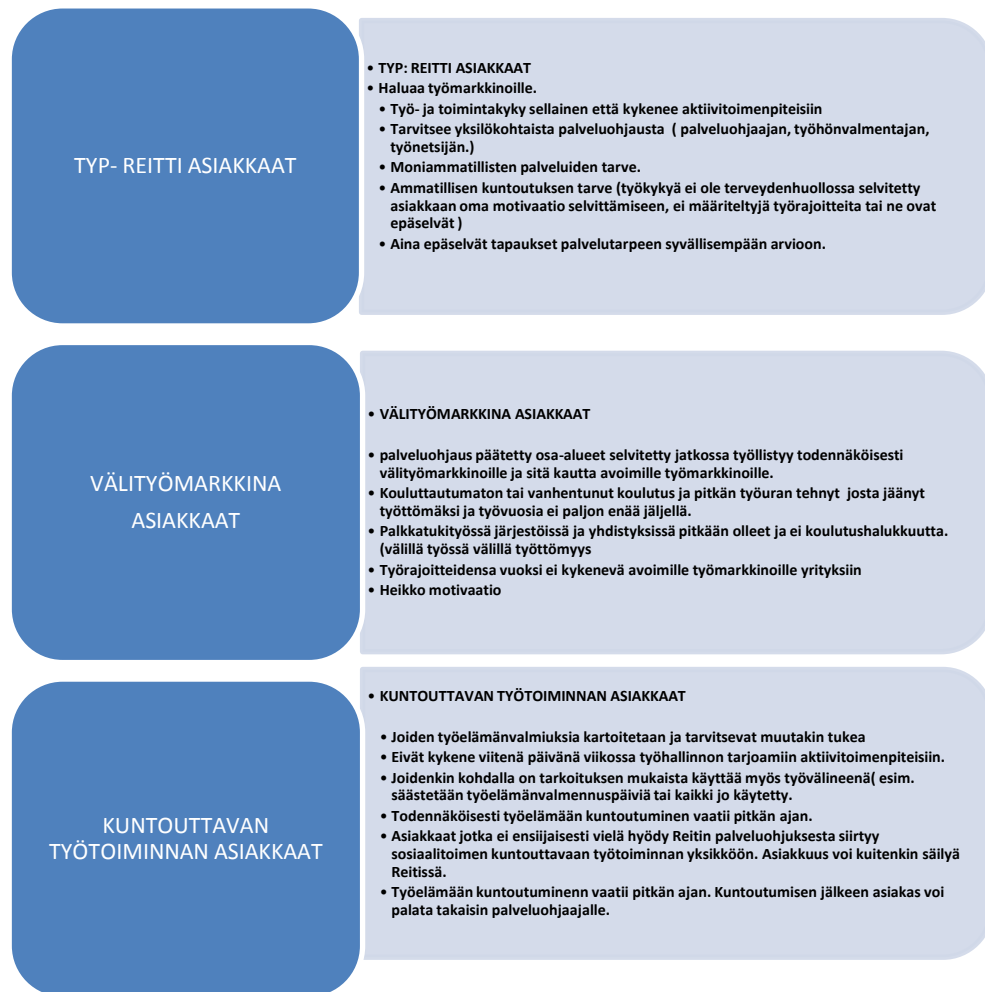 TYP- REITTI ASIAKKAAT
• TYP: REITTI ASIAKKAAT
• Haluaa työmarkkinoille.
• Työ- ja toimintakyky sellainen että kykenee aktiivitoimenpiteisiin
• Tarvitsee yksilökohtaista palveluohjausta ( palveluohjaajan, työhönvalmentajan,
työnetsijän.)
• Moniammatillisten palveluiden tarve.
• Ammatillisen kuntoutuksen tarve (työkykyä ei ole terveydenhuollossa selvitetty
asiakkaan oma motivaatio selvittämiseen, ei määriteltyjä työrajoitteita tai ne ovat
epäselvät )
• Aina epäselvät tapaukset palvelutarpeen syvällisempään arvioon.
VÄLITYÖMARKKINA
ASIAKKAAT
• VÄLITYÖMARKKINA ASIAKKAAT
• palveluohjaus päätetty osa-alueet selvitetty jatkossa työllistyy todennäköisesti
välityömarkkinoille ja sitä kautta avoimille työmarkkinoille.
• Kouluttautumaton tai vanhentunut koulutus ja pitkän työuran tehnyt josta jäänyt
työttömäksi ja työvuosia ei paljon enää jäljellä.
• Palkkatukityössä järjestöissä ja yhdistyksissä pitkään olleet ja ei koulutushalukkuutta.
(välillä työssä välillä työttömyys
• Työrajoitteidensa vuoksi ei kykenevä avoimille työmarkkinoille yrityksiin
• Heikko motivaatio
KUNTOUTTAVAN
TYÖTOIMINNAN ASIAKKAAT
• KUNTOUTTAVAN TYÖTOIMINNAN ASIAKKAAT
• Joiden työelämänvalmiuksia kartoitetaan ja tarvitsevat muutakin tukea
• Eivät kykene viitenä päivänä viikossa työhallinnon tarjoamiin aktiivitoimenpiteisiin.
• Joidenkin kohdalla on tarkoituksen mukaista käyttää myös työvälineenä( esim.
säästetään työelämänvalmennuspäiviä tai kaikki jo käytetty.
• Todennäköisesti työelämään kuntoutuminen vaatii pitkän ajan.
• Asiakkaat jotka ei ensiijaisesti vielä hyödy Reitin palveluohjuksesta siirtyy
sosiaalitoimen kuntouttavaan työtoiminnan yksikköön. Asiakkuus voi kuitenkin säilyä
Reitissä.
• Työelämään kuntoutuminenn vaatii pitkän ajan. Kuntoutumisen jälkeen asiakas voi
palata takaisin palveluohjaajalle.